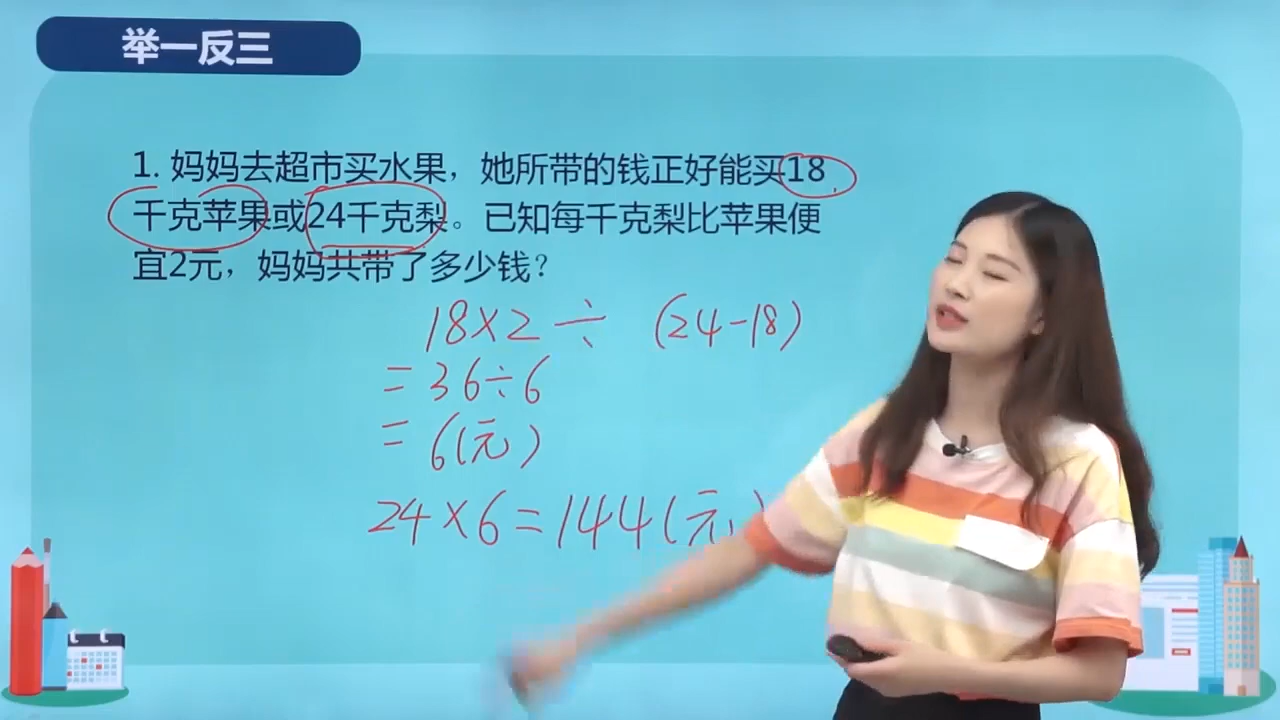 举一反三
1. 妈妈去超市买水果，她所带的钱正好能买18
千克苹果或24千克梨。已知每千克梨比苹果便
宜2元，妈妈共带了多少钱？
18×2÷(24-18)
=36÷6
=6(元)
24×6=144(元)